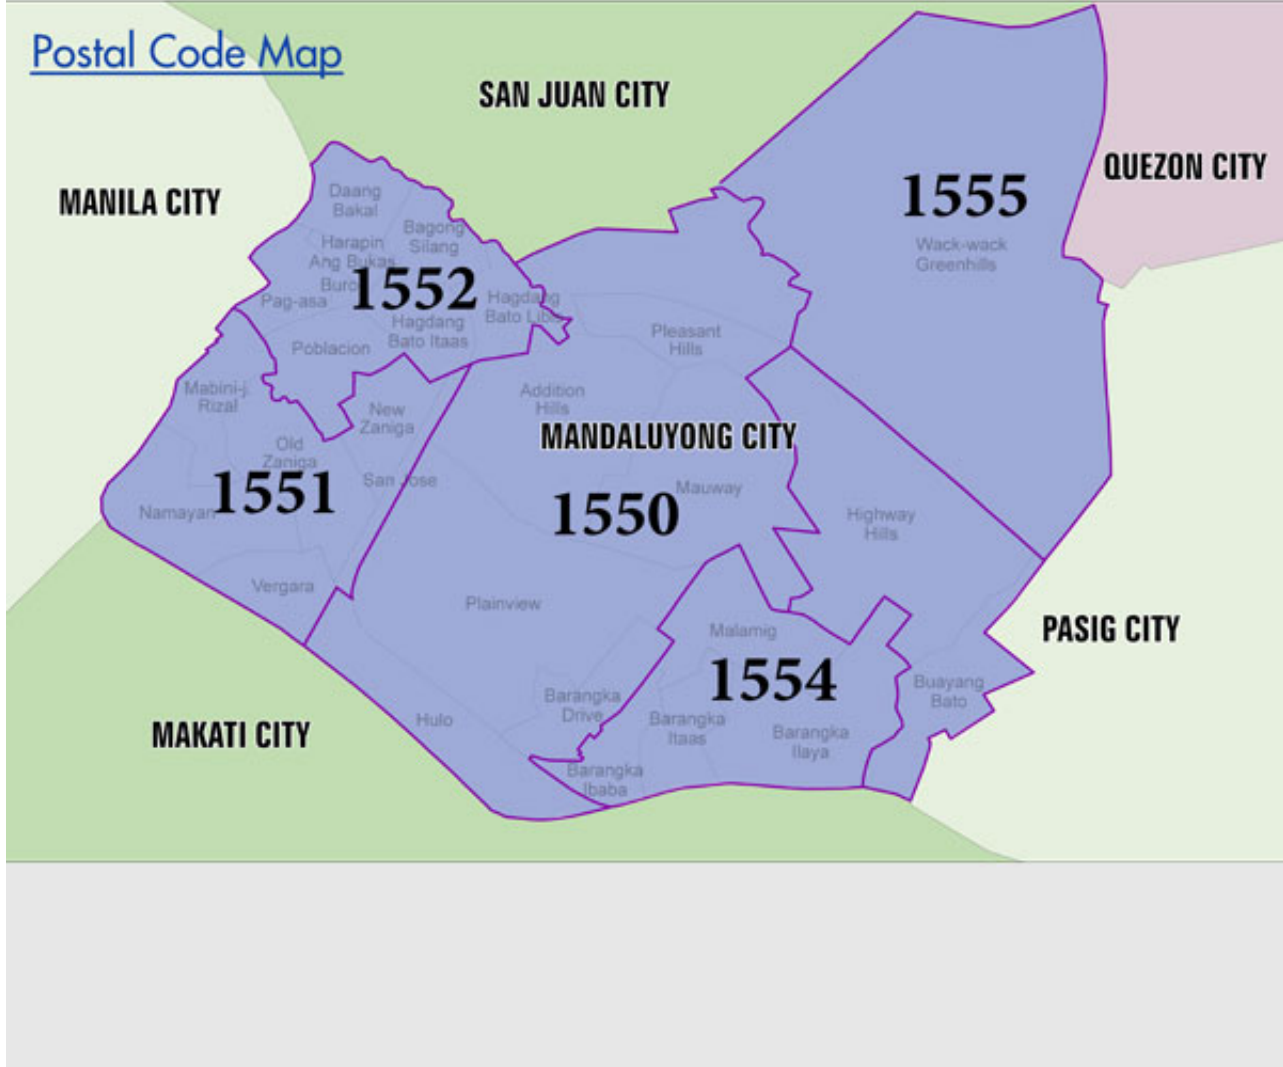 Postal Code Map
SAN JUAN CITY
QUEZON CITY
MANILA CITY
1555
Wack-wack
Greenhills
Daang
Bakal
Bagong
Silang
Harapin
Ang Bukas
1552
Pag-asa
Hagdang
Bato Libis
Hagdang
Bato Itaas
Poblacion
Pleasant
Hills
Mabini-j.
Rizal
New
Zaniga
Addition
Hills
MANDALUYONG CITY
Old
Zaniga
San Jose
1551
Namayan
1550
Mauway
Highway
Hills
Vergara
Plainview
Malamig
PASIG CITY
1554
Buayang
Bato
Barangka
Drive
Barangka
Itaas
Barangka
Ilaya
Hulo
MAKATI CITY
Barangka
Ibaba